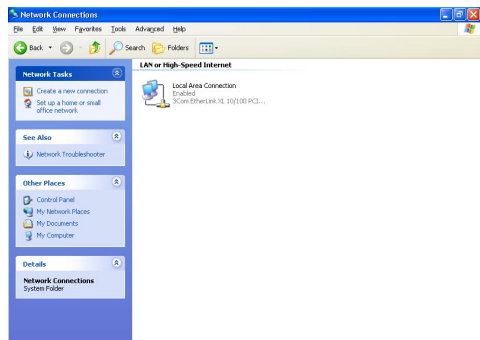 Network Connections
File Edit View Favorites Tools Advanced Help
Back Search Folders
Network Tasks
Create a new connection
Set up a home or small
office network
See Also
Network Troubleshooter
Other Places
Control Panel
My Network Places
My Documents
My Computer
Details
Network Connections
System Folder
LAN or High-Speed Internet
Local Area Connection
Enabled
3Com EtherLink XL 10/100 PCI...